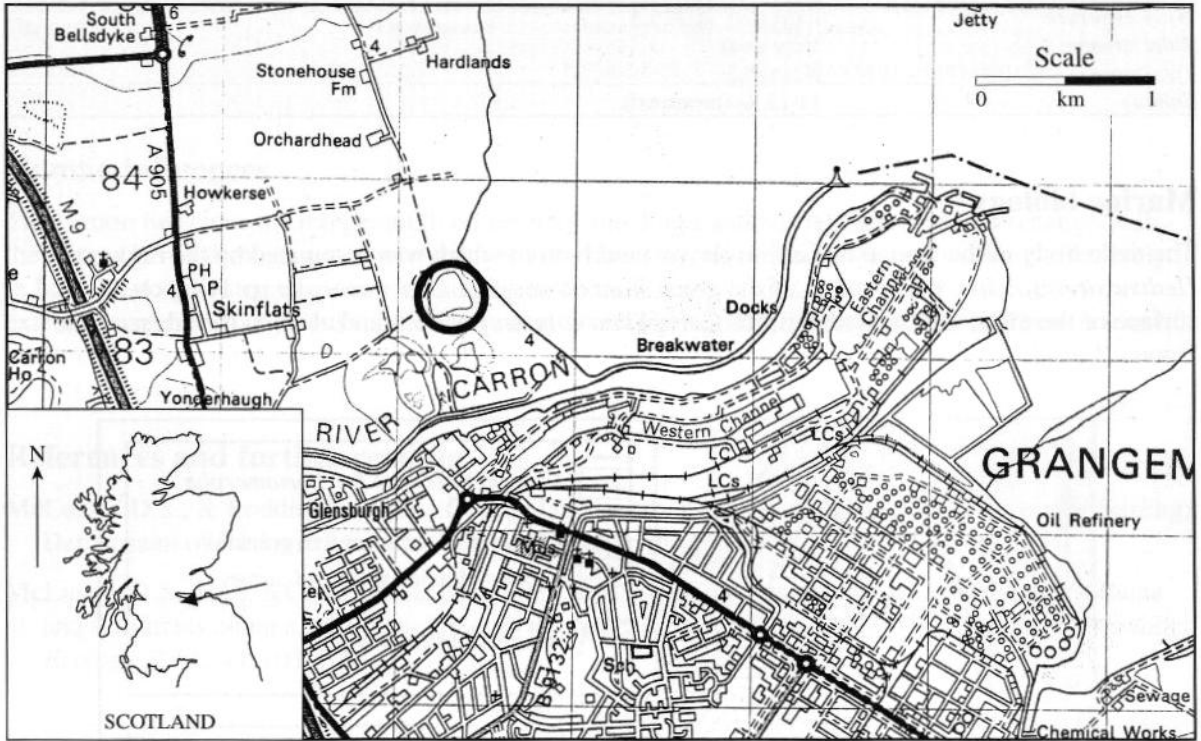 South
Bellsdyke
6
4
Hardlands
Stonehouse
Fm
Orchardhead
Jetty
Scale
0 km 1
84
A 905
M 9
Howkerse
PH
P
4
Skinflats
83
Carron
Ho
Yonderhaugh
4
Docks
Breakwater
Eastern
Channel
RIVER CARRON
Western Channel
LCs
LC
LCs
GRANGEM
Oil Refinery
Glensburgh
Mus
4
Sch
B 9132
Sewage
Chemical Works
N
SCOTLAND